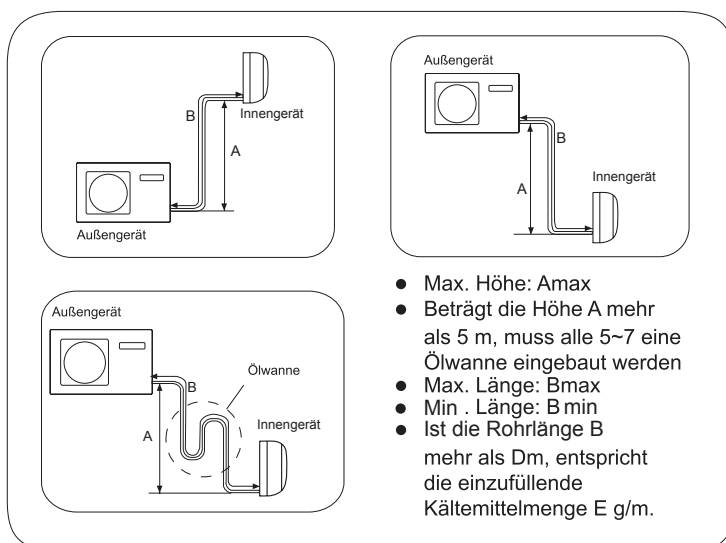 B
Innengerät
A
Außengerät
Außengerät
B
A
Innengerät
Außengerät
B
Ölwanne
A
Innengerät
● Max. Höhe: Amax
● Beträgt die Höhe A mehr
als 5 m, muss alle 5~7 eine
Ölwanne eingebaut werden
● Max. Länge: Bmax
● Min . Länge: B min
● Ist die Rohrlänge B
mehr als Dm, entspricht
die einzufüllende
Kältemittelmenge E g/m.